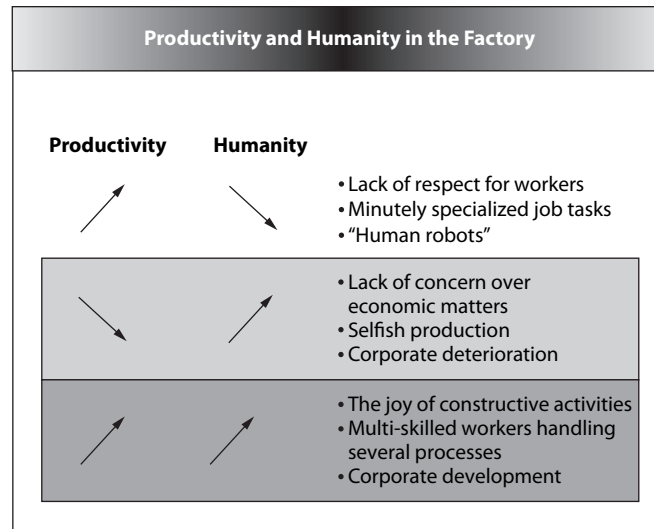 Productivity and Humanity in the Factory
Productivity Humanity
• Lack of respect for workers
• Minutely specialized job tasks
• “Human robots”
• Lack of concern over
economic matters
• Selfish production
• Corporate deterioration
• The joy of constructive activities
• Multi-skilled workers handling
several processes
• Corporate development